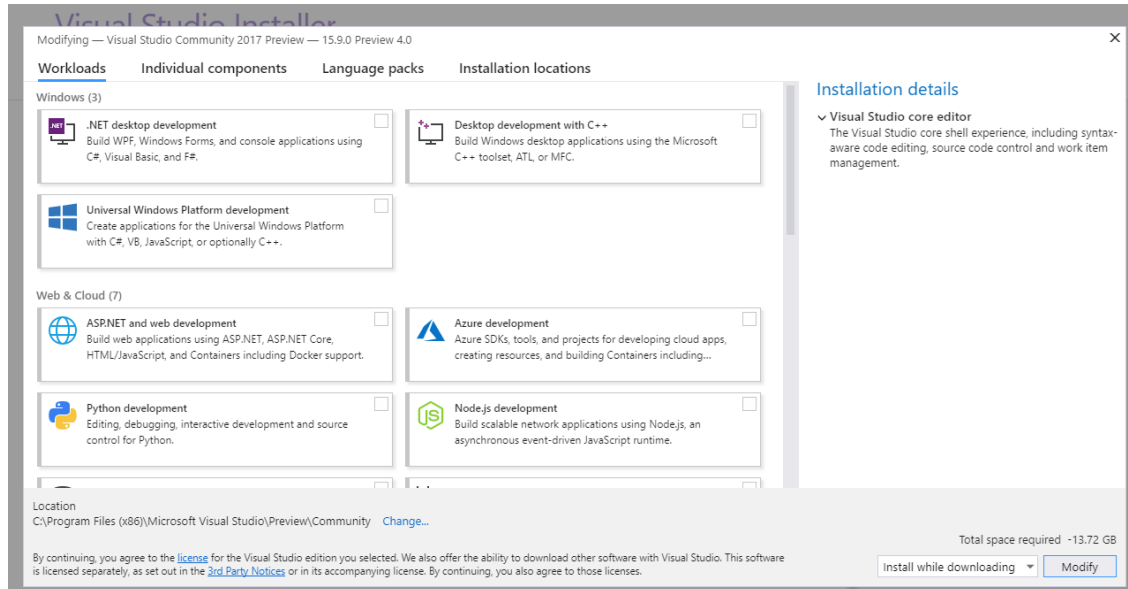 Visual Studio Installer
Modifying — Visual Studio Community 2017 Preview — 15.9.0 Preview 4.0
Workloads Individual components Language packs Installation locations
Windows (3)
.NET
.NET desktop development
Build WPF, Windows Forms, and console applications using
C#, Visual Basic, and F#.
Desktop development with C++
Build Windows desktop applications using the Microsoft
C++ toolset, ATL, or MFC.
Universal Windows Platform development
Create applications for the Universal Windows Platform
with C#, VB, JavaScript, or optionally C++.
Web & Cloud (7)
ASP.NET and web development
Build web applications using ASP.NET, ASP.NET Core,
HTML/JavaScript, and Containers including Docker support.
Azure development
Azure SDKs, tools, and projects for developing cloud apps,
creating resources, and building Containers including...
Python development
Editing, debugging, interactive development and source
control for Python.
JS
Node.js development
Build scalable network applications using Node.js, an
asynchronous event-driven JavaScript runtime.
Installation details
Visual Studio core editor
The Visual Studio core shell experience, including syntax-
aware code editing, source code control and work item
management.
Location
C:\Program Files (x86)\Microsoft Visual Studio\Preview\Community Change...
By continuing, you agree to the license for the Visual Studio edition you selected. We also offer the ability to download other software with Visual Studio. This software
is licensed separately, as set out in the 3rd Party Notices or in its accompanying license. By continuing, you also agree to those licenses.
Total space required -13.72 GB
Install while downloading Modify